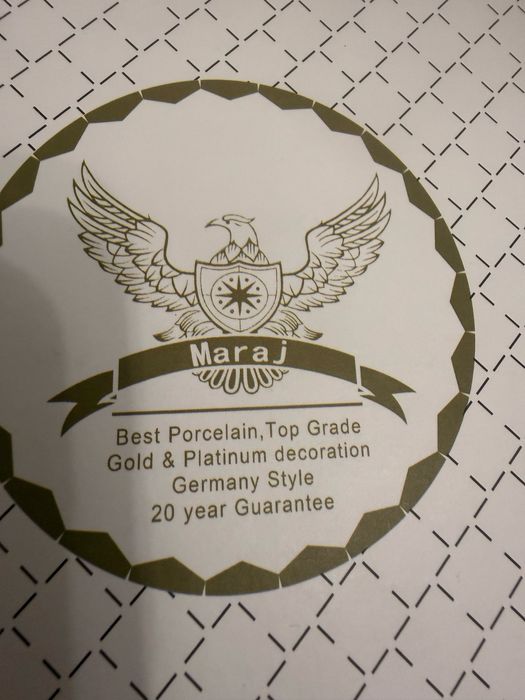 Maraj
Best Porcelain,Top Grade
Gold & Platinum decoration
Germany Style
20 year Guarantee